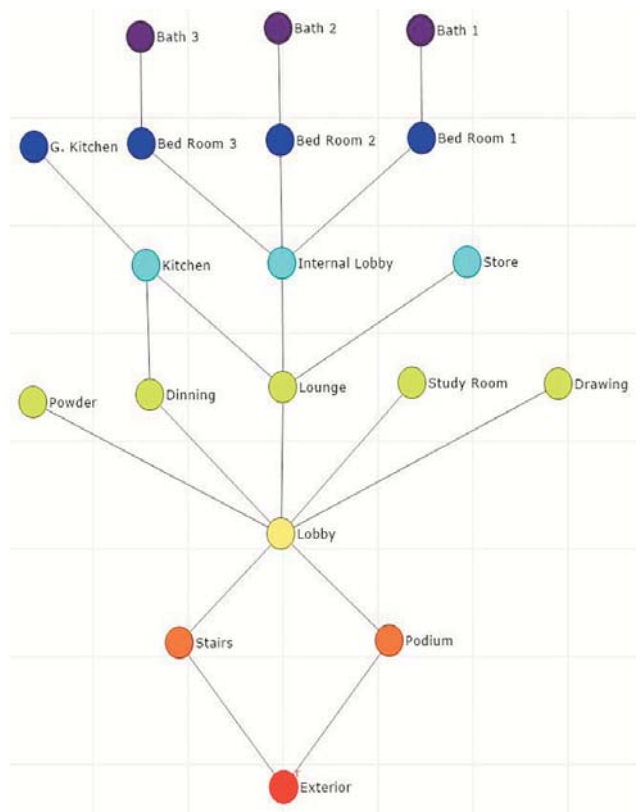 Bath 3
Bath 2
Bath 1
G. Kitchen
Bed Room 3
Bed Room 2
Bed Room 1
Kitchen
Internal Lobby
Store
Powder
Dinning
Lounge
Study Room
Drawing
Lobby
Stairs
Podium
Exterior